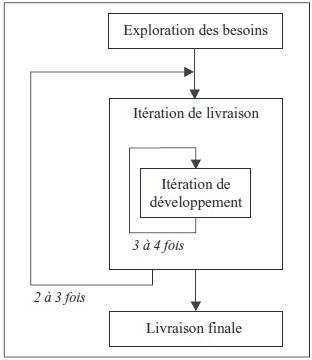 Exploration des besoins
Itération de livraison
Itération de
développement
3 à 4 fois
2 à 3 fois
Livraison finale